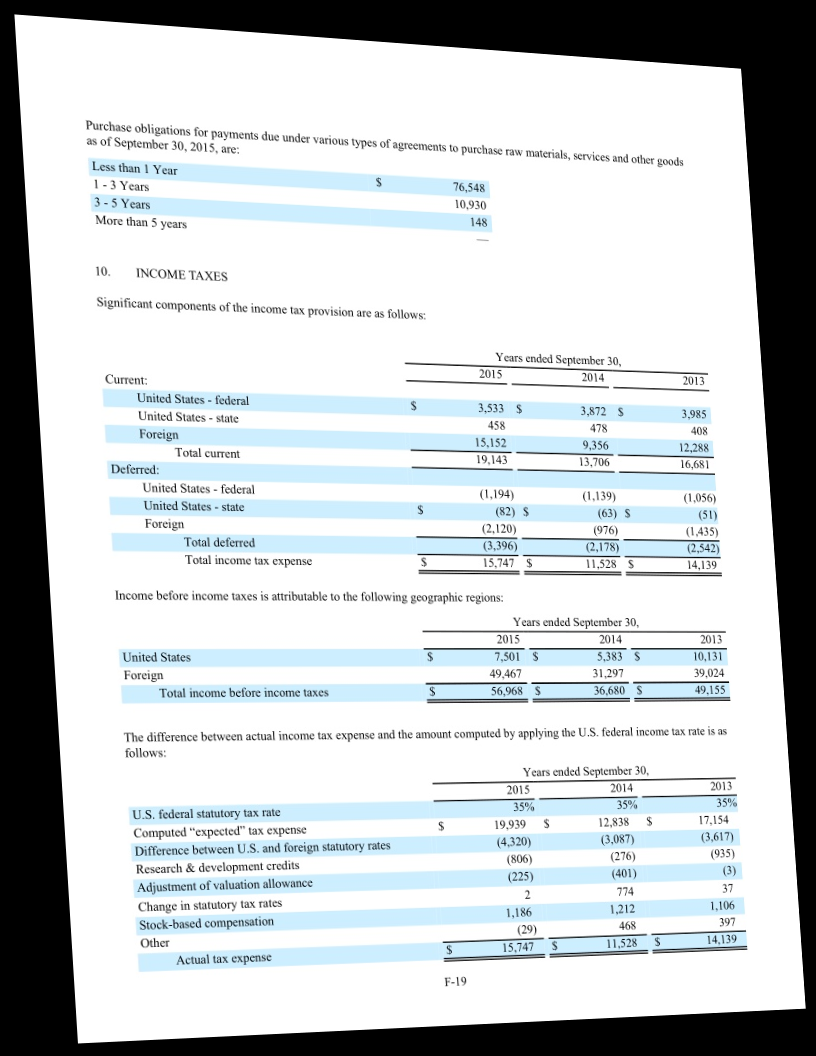 Purchase obligations for payments due under various types of agreements to purchase raw materials, services and other goods
as of September 30, 2015, are:
Less than 1 Year $ 76,548
1 - 3 Years 10,930
3 - 5 Years 148
More than 5 years —
10. INCOME TAXES
Significant components of the income tax provision are as follows:
Years ended September 30,
2015 2014 2013
Current:
United States - federal $ 3,533 $ 3,872 $ 3,985
United States - state 458 478 408
Foreign 15,152 9,356 12,288
Total current 19,143 13,706 16,681
Deferred:
United States - federal (1,194) (1,139) (1,056)
United States - state $ (82) $ (63) $ (51)
Foreign (2,120) (976) (1,435)
Total deferred (3,396) (2,178) (2,542)
Total income tax expense $ 15,747 $ 11,528 $ 14,139
Income before income taxes is attributable to the following geographic regions:
Years ended September 30,
2015 2014 2013
United States $ 7,501 $ 5,383 $ 10,131
Foreign 49,467 31,297 39,024
Total income before income taxes $ 56,968 $ 36,680 $ 49,155
The difference between actual income tax expense and the amount computed by applying the U.S. federal income tax rate is as
follows:
Years ended September 30,
2015 2014 2013
U.S. federal statutory tax rate 35% 35% 35%
Computed “expected” tax expense $ 19,939 $ 12,838 $ 17,154
Difference between U.S. and foreign statutory rates (4,320) (3,087) (3,617)
Research & development credits (806) (276) (935)
Adjustment of valuation allowance (225) (401) (3)
Change in statutory tax rates 2 774 37
Stock-based compensation 1,186 1,212 1,106
Other (29) 468 397
Actual tax expense $ 15,747 $ 11,528 $ 14,139
F-19